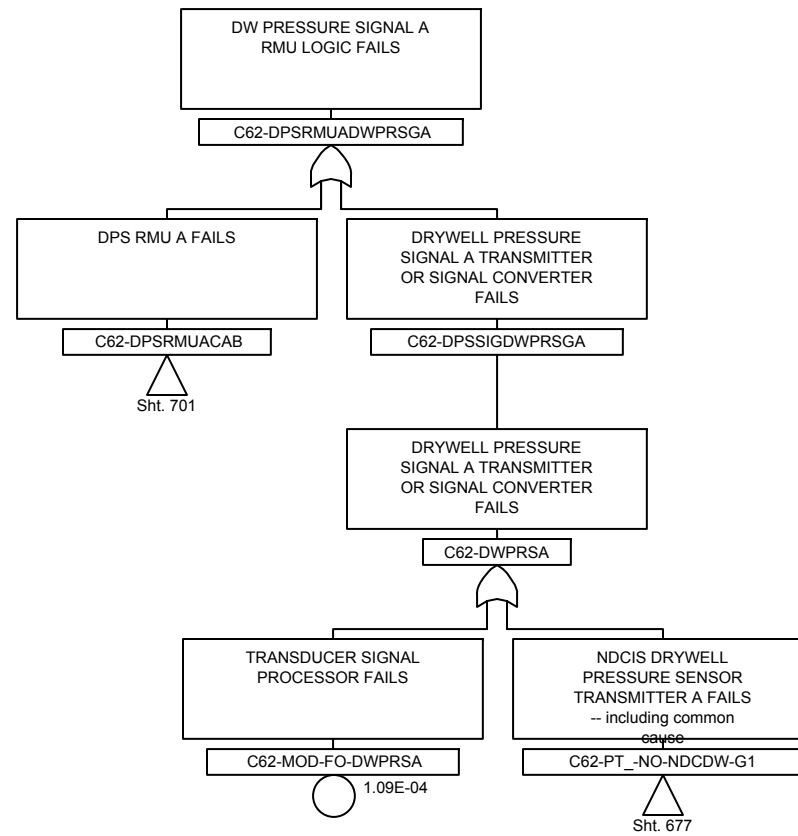 DW PRESSURE SIGNAL A
RMU LOGIC FAILS
C62-DPSRMUADWPRSGA
DPS RMU A FAILS
C62-DPSRMUACAB
Sht. 701
DRYWELL PRESSURE
SIGNAL A TRANSMITTER
OR SIGNAL CONVERTER
FAILS
C62-DPSSIGDWPRSGA
DRYWELL PRESSURE
SIGNAL A TRANSMITTER
OR SIGNAL CONVERTER
FAILS
C62-DWPRSA
TRANSDUCER SIGNAL
PROCESSOR FAILS
C62-MOD-FO-DWPRSA
1.09E-04
NDCIS DRYWELL
PRESSURE SENSOR
TRANSMITTER A FAILS
-- including common
cause
C62-PT_-NO-NDCDW-G1
Sht. 677